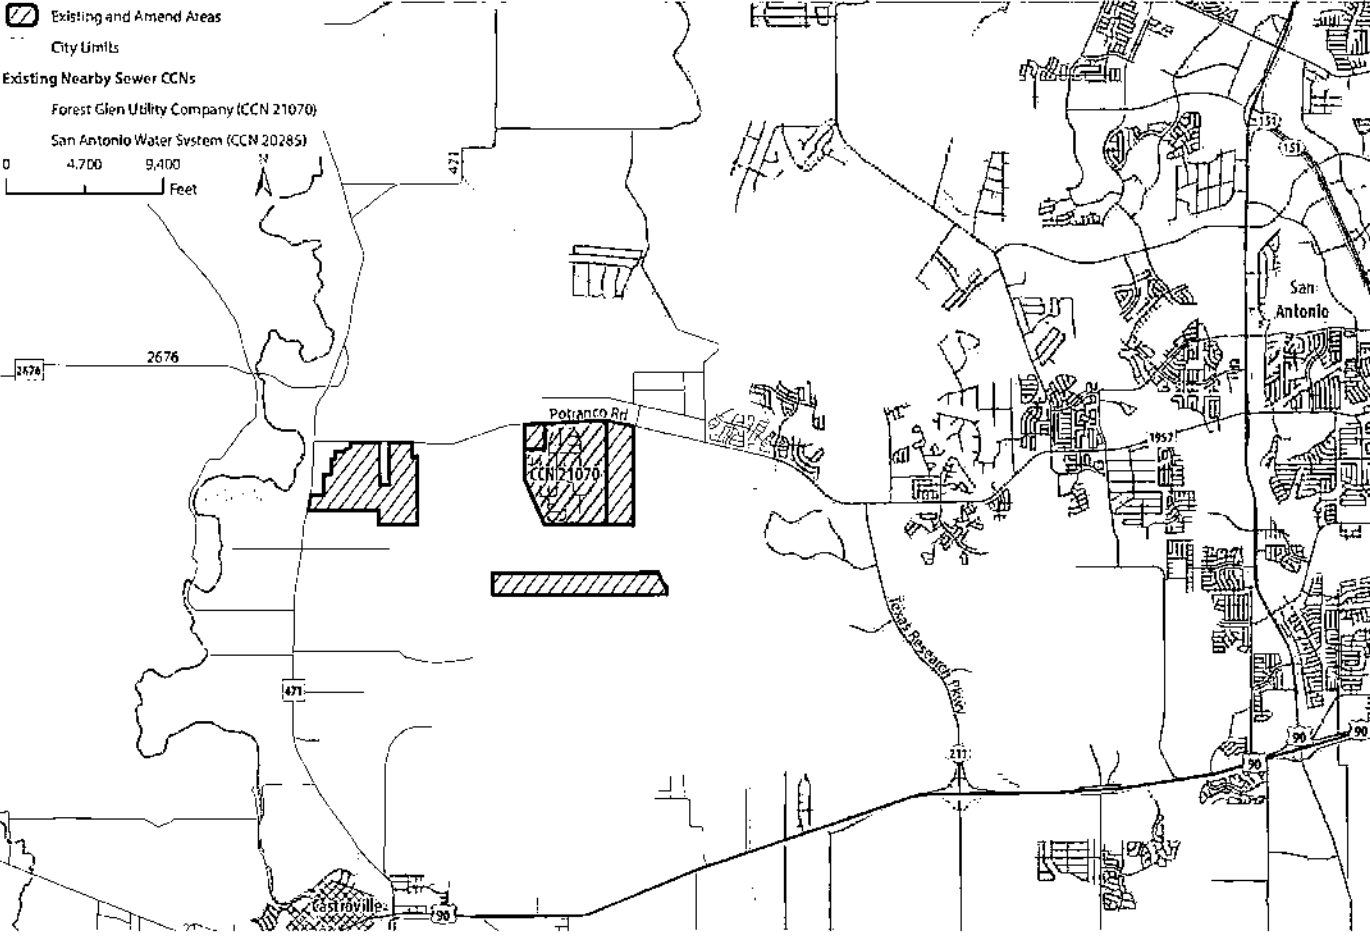 Existing and Amend Areas
City Limits
Existing Nearby Sewer CCNs
Forest Glen Utility Company (CCN 21070)
San Antonio Water System (CCN 20285)
0 4,700 9,400
Feet
N
471
151
151
San
Antonio
2676
2676
Potranco Rd
CCN 21070
1957
Texas Research Pkwy
471
211
90
90
90
Castroville
90